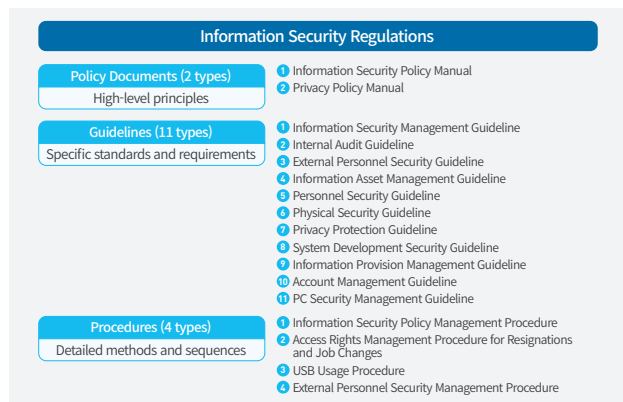 Information Security Regulations
Policy Documents (2 types)
High-level principles
1 Information Security Policy Manual
2 Privacy Policy Manual
Guidelines (11 types)
Specific standards and requirements
1 Information Security Management Guideline
2 Internal Audit Guideline
3 External Personnel Security Guideline
4 Information Asset Management Guideline
5 Personnel Security Guideline
6 Physical Security Guideline
7 Privacy Protection Guideline
8 System Development Security Guideline
9 Information Provision Management Guideline
10 Account Management Guideline
11 PC Security Management Guideline
Procedures (4 types)
Detailed methods and sequences
1 Information Security Policy Management Procedure
2 Access Rights Management Procedure for Resignations
and Job Changes
3 USB Usage Procedure
4 External Personnel Security Management Procedure